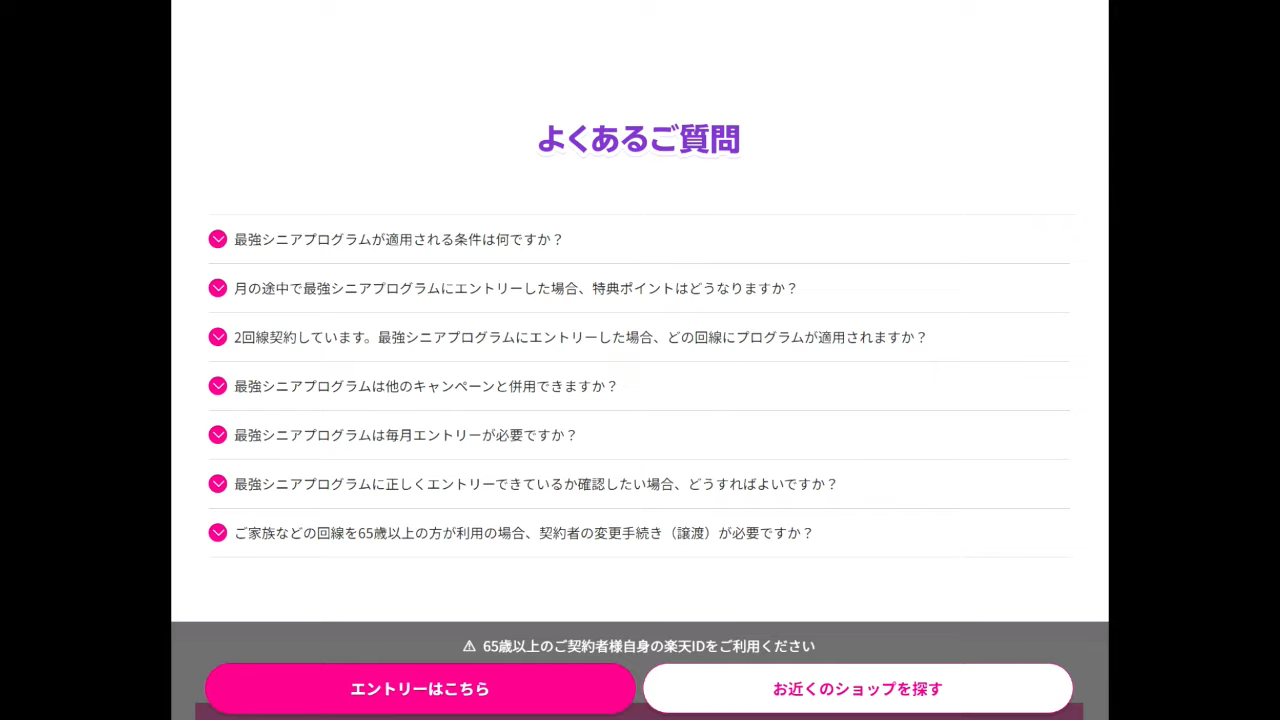 よくあるご質問
最強シニアプログラムが適用される条件は何ですか？
月の途中で最強シニアプログラムにエントリーした場合、特典ポイントはどうなりますか？
2回線契約しています。最強シニアプログラムにエントリーした場合、どの回線にプログラムが適用されますか？
最強シニアプログラムは他のキャンペーンと併用できますか？
最強シニアプログラムは毎月エントリーが必要ですか？
最強シニアプログラムに正しくエントリーできているか確認したい場合、どうすればよいですか？
ご家族などの回線を65歳以上の方が利用の場合、契約者の変更手続き（譲渡）が必要ですか？
⚠ 65歳以上のご契約者様自身の楽天IDをご利用ください
エントリーはこちら
お近くのショップを探す